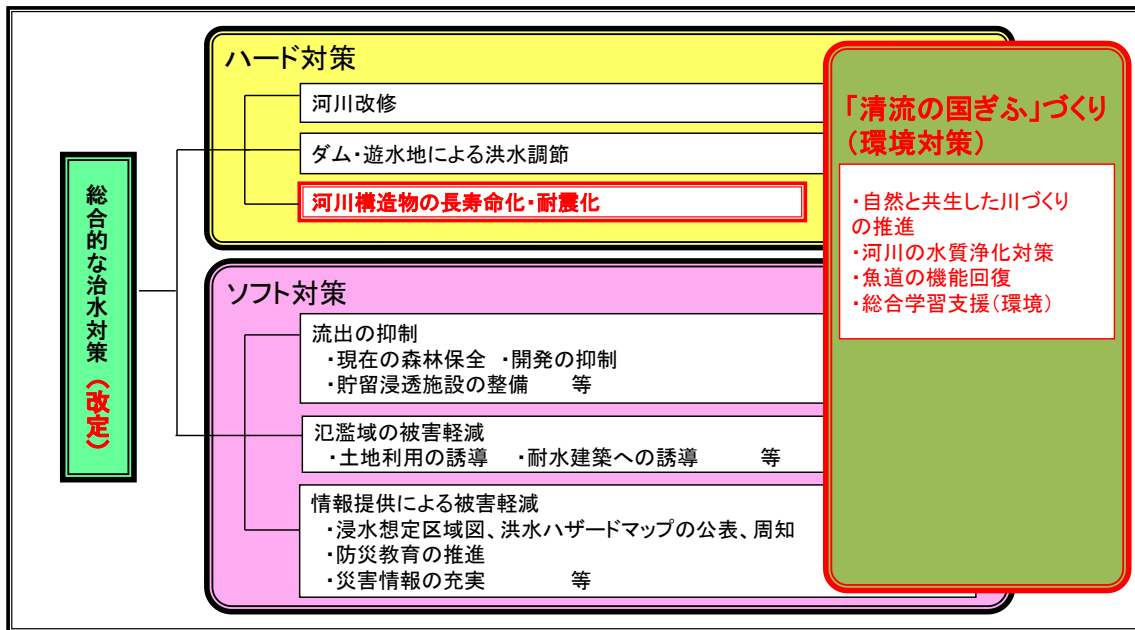 総合的な治水対策(改定)
ハード対策
河川改修
ダム・遊水地による洪水調節
河川構造物の長寿命化・耐震化
ソフト対策
流出の抑制
・現在の森林保全 ・開発の抑制
・貯留浸透施設の整備 等
氾濫域の被害軽減
・土地利用の誘導 ・耐水建築への誘導 等
情報提供による被害軽減
・浸水想定区域図、洪水ハザードマップの公表、周知
・防災教育の推進
・災害情報の充実 等
「清流の国ぎふ」づくり
(環境対策)
・自然と共生した川づくり
の推進
・河川の水質浄化対策
・魚道の機能回復
・総合学習支援(環境)